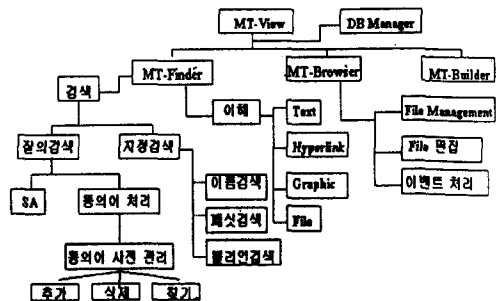 MT-View
DB Manager
MT-Finder
MT-Browser
MT-Builder
검색
이해
Text
File Management
질의검색
지정검색
Hyperlink
File 편집
이름검색
Graphic
이벤트 처리
SA
동의어 처리
패싯검색
File
동의어 사전 관리
불리언검색
추가
삭제
찾기